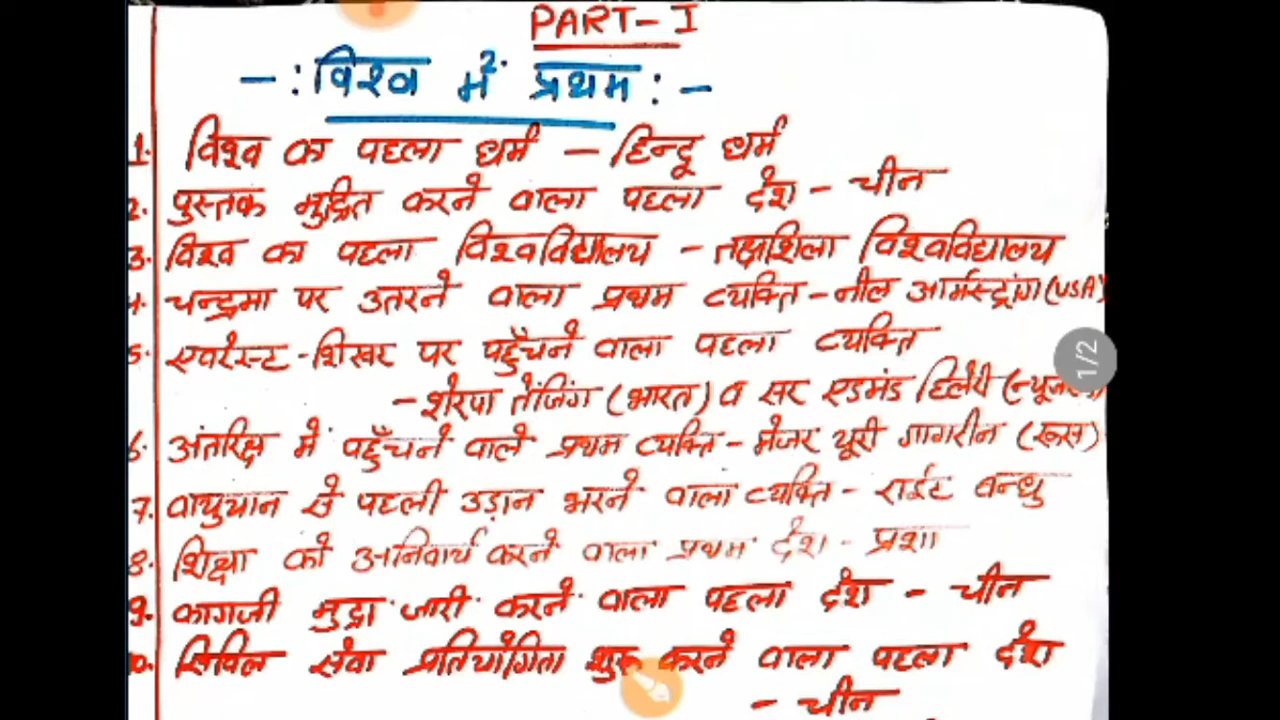 PART-I
-: विश्व में प्रथम :-
1. विश्व का पहला धर्म - हिन्दू धर्म
2. पुस्तक मुद्रित करने वाला पहला देश - चीन
3. विश्व का पहला विश्वविद्यालय - तक्षशिला विश्वविद्यालय
4. चन्द्रमा पर उतरने वाला प्रथम व्यक्ति - नील आर्मस्ट्रांग (USA)
5. एवरेस्ट - शिखर पर पहुँचने वाला पहला व्यक्ति
- शेरपा तेंजिंग (भारत) व सर एडमंड हिलेरी
1/2
6. अंतरिक्ष में पहुँचने वाले प्रथम व्यक्ति - मेजर यूरी गागरीन (रूस)
7. वायुयान से पहली उड़ान भरने वाला व्यक्ति - राईट बन्धु
8. शिक्षा को अनिवार्य करने वाला प्रथम देश - प्रशा
9. कागजी मुद्रा जारी करने वाला पहला देश - चीन
10. सिविल सेवा प्रतियोगिता शुरू करने वाला पहला देश
- चीन